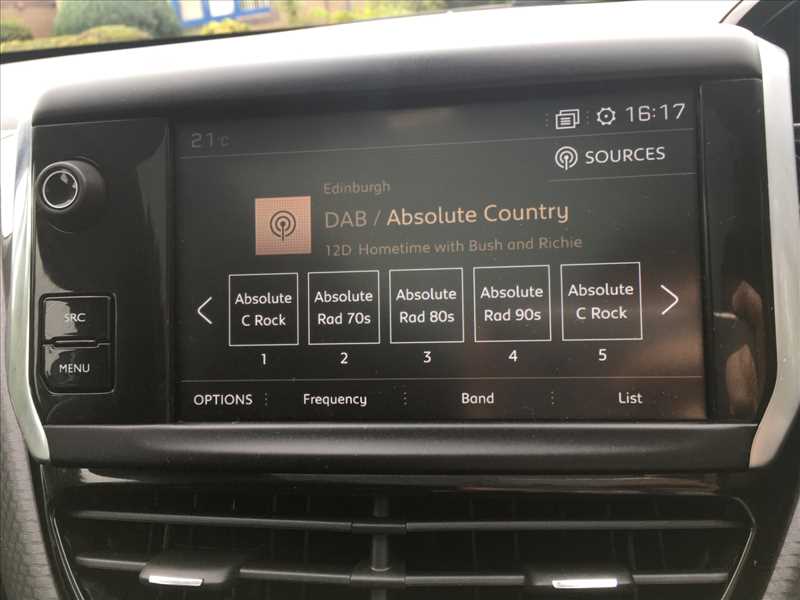 21°C
16:17
SOURCES
Edinburgh
DAB / Absolute Country
12D Hometime with Bush and Richie
Absolute C Rock
Absolute Rad 70s
Absolute Rad 80s
Absolute Rad 90s
Absolute C Rock
1 2 3 4 5
SRC
MENU
OPTIONS Frequency Band List